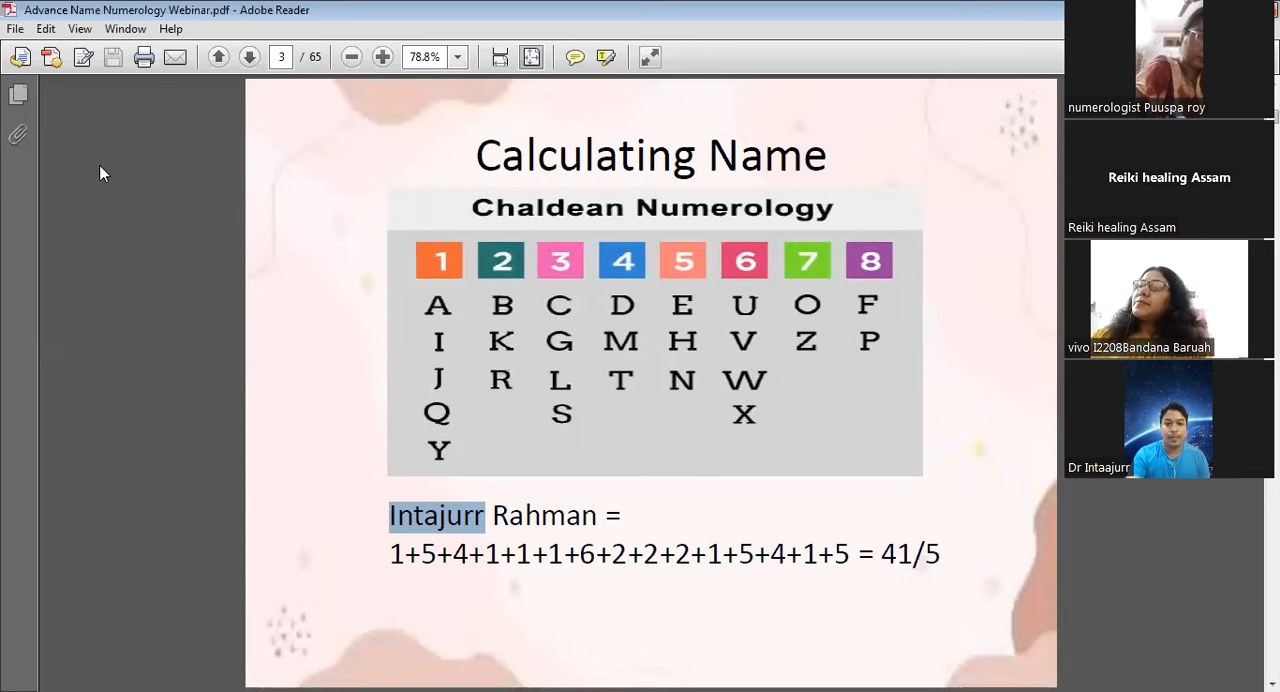 Advance Name Numerology Webinar.pdf - Adobe Reader
File Edit View Window Help
3 / 65 78.8%
Calculating Name
Chaldean Numerology
1 2 3 4 5 6 7 8
A B C D E U O F
I K G M H V Z P
J R L T N W
Q S X
Y
Intajurr Rahman =
1+5+4+1+1+1+6+2+2+2+1+5+4+1+5 = 41/5
numerologist Puuspa roy
Reiki healing Assam
Reiki healing Assam
vivo I2208Bandana Baruah
Dr Intaajurr